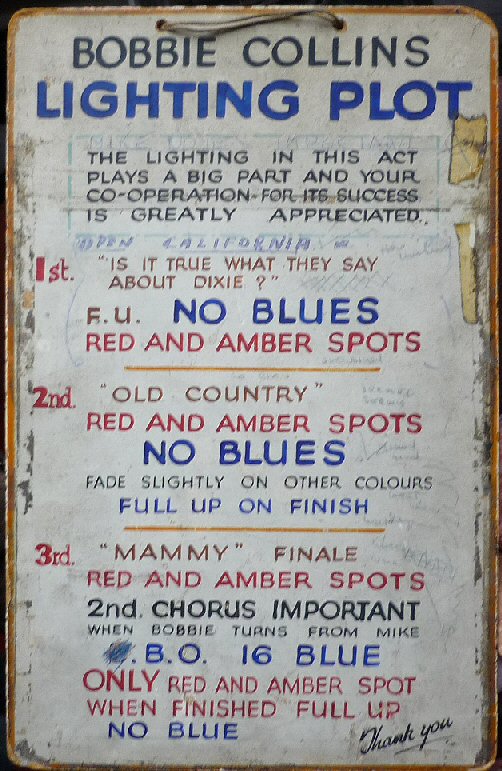 BOBBIE COLLINS
LIGHTING PLOT
THE LIGHTING IN THIS ACT
PLAYS A BIG PART AND YOUR
CO-OPERATION FOR ITS SUCCESS
IS GREATLY APPRECIATED.
OPEN CALIFORNIA
1st. "IS IT TRUE WHAT THEY SAY
ABOUT DIXIE?"
F.U. NO BLUES
RED AND AMBER SPOTS
2nd. "OLD COUNTRY"
RED AND AMBER SPOTS
NO BLUES
FADE SLIGHTLY ON OTHER COLOURS
FULL UP ON FINISH
3rd. "MAMMY" FINALE
RED AND AMBER SPOTS
2nd. CHORUS IMPORTANT
WHEN BOBBIE TURNS FROM MIKE
.B.O. 16 BLUE
ONLY RED AND AMBER SPOT
WHEN FINISHED FULL UP
NO BLUE
Thank you